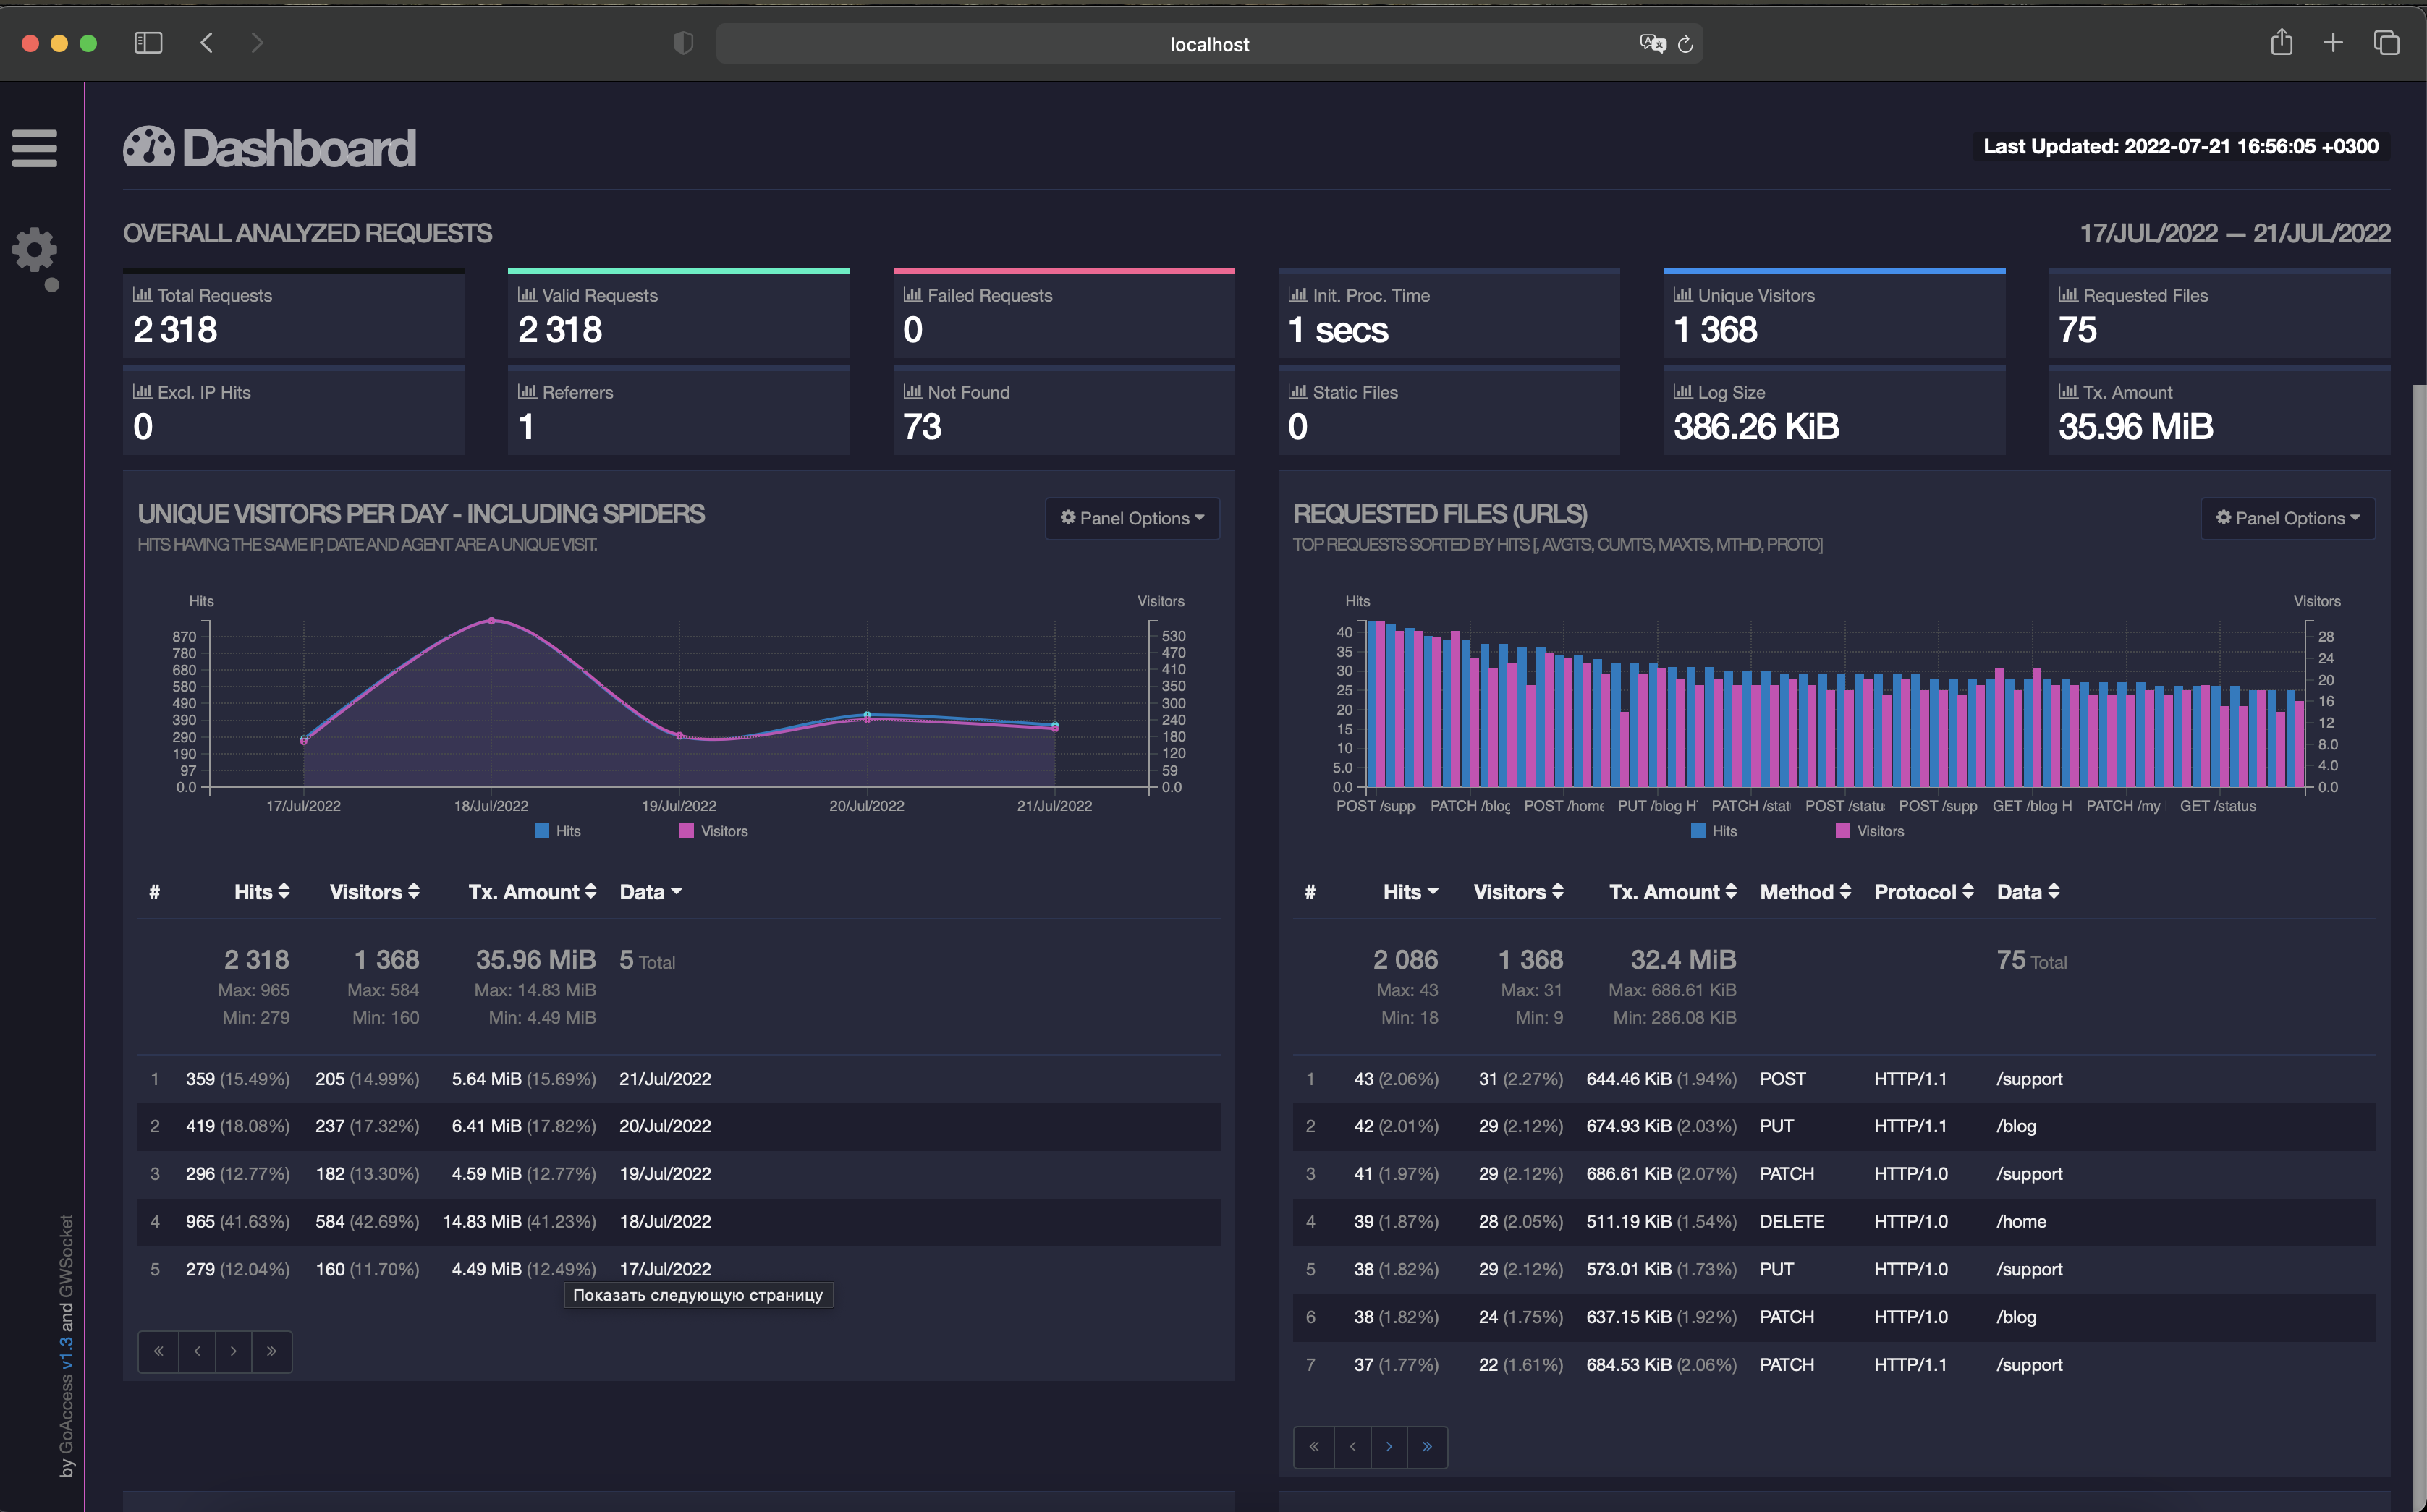 localhost
Dashboard
Last Updated: 2022-07-21 16:56:05 +0300
OVERALL ANALYZED REQUESTS
17/JUL/2022 — 21/JUL/2022
Total Requests
2 318
Valid Requests
2 318
Failed Requests
0
Init. Proc. Time
1 secs
Unique Visitors
1 368
Requested Files
75
Excl. IP Hits
0
Referrers
1
Not Found
73
Static Files
0
Log Size
386.26 KiB
Tx. Amount
35.96 MiB
UNIQUE VISITORS PER DAY - INCLUDING SPIDERS
Panel Options
HITS HAVING THE SAME IP, DATE AND AGENT ARE A UNIQUE VISIT.
Hits
Visitors
870
780
680
580
490
390
290
190
97
0.0
530
470
410
350
300
240
180
120
59
0.0
17/Jul/2022 18/Jul/2022 19/Jul/2022 20/Jul/2022 21/Jul/2022
Hits Visitors
# Hits Visitors Tx. Amount Data
2 318 1 368 35.96 MiB 5 Total
Max: 965 Max: 584 Max: 14.83 MiB
Min: 279 Min: 160 Min: 4.49 MiB
1 359 (15.49%) 205 (14.99%) 5.64 MiB (15.69%) 21/Jul/2022
2 419 (18.08%) 237 (17.32%) 6.41 MiB (17.82%) 20/Jul/2022
3 296 (12.77%) 182 (13.30%) 4.59 MiB (12.77%) 19/Jul/2022
4 965 (41.63%) 584 (42.69%) 14.83 MiB (41.23%) 18/Jul/2022
5 279 (12.04%) 160 (11.70%) 4.49 MiB (12.49%) 17/Jul/2022
Показать следующую страницу
« ‹ › »
REQUESTED FILES (URLS)
Panel Options
TOP REQUESTS SORTED BY HITS [, AVGTS, CUMTS, MAXTS, MTHD, PROTO]
Hits
Visitors
40
35
30
25
20
15
10
5.0
0.0
28
24
20
16
12
8.0
4.0
0.0
POST /supp PATCH /blog POST /home PUT /blog H PATCH /stat POST /statu POST /supp GET /blog H PATCH /my GET /status
Hits Visitors
# Hits Visitors Tx. Amount Method Protocol Data
2 086 1 368 32.4 MiB 75 Total
Max: 43 Max: 31 Max: 686.61 KiB
Min: 18 Min: 9 Min: 286.08 KiB
1 43 (2.06%) 31 (2.27%) 644.46 KiB (1.94%) POST HTTP/1.1 /support
2 42 (2.01%) 29 (2.12%) 674.93 KiB (2.03%) PUT HTTP/1.1 /blog
3 41 (1.97%) 29 (2.12%) 686.61 KiB (2.07%) PATCH HTTP/1.0 /support
4 39 (1.87%) 28 (2.05%) 511.19 KiB (1.54%) DELETE HTTP/1.0 /home
5 38 (1.82%) 29 (2.12%) 573.01 KiB (1.73%) PUT HTTP/1.0 /support
6 38 (1.82%) 24 (1.75%) 637.15 KiB (1.92%) PATCH HTTP/1.0 /blog
7 37 (1.77%) 22 (1.61%) 684.53 KiB (2.06%) PATCH HTTP/1.1 /support
« ‹ › »
by GoAccess v1.3 and GWSocket